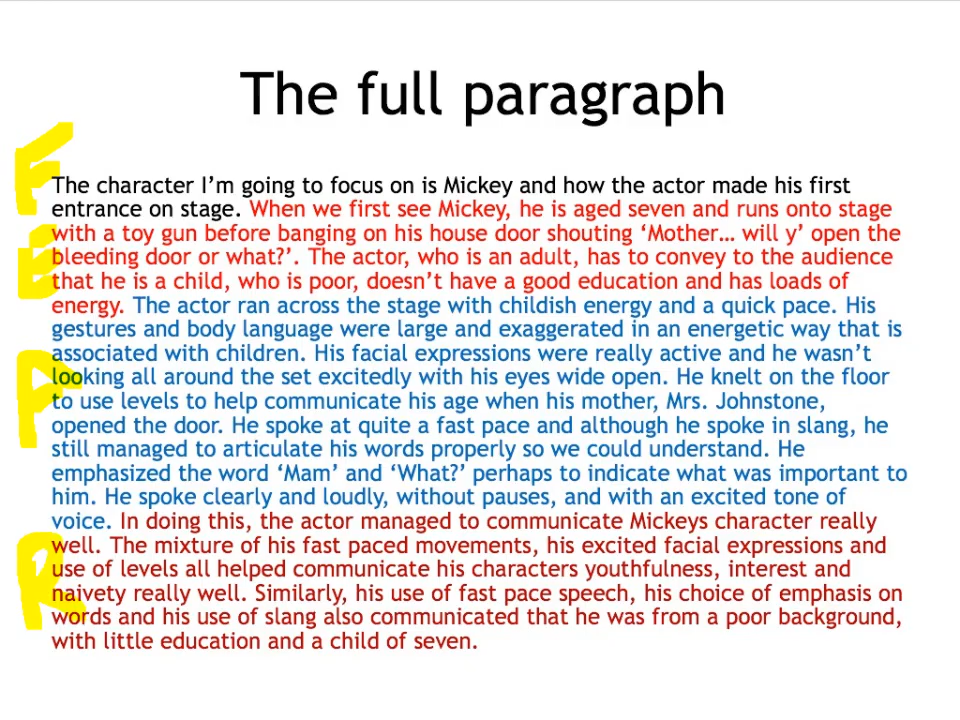 The full paragraph
F
The character I'm going to focus on is Mickey and how the actor made his first
entrance on stage. When we first see Mickey, he is aged seven and runs onto stage
E
with a toy gun before banging on his house door shouting ‘Mother… will y’ open the
bleeding door or what?’. The actor, who is an adult, has to convey to the audience
that he is a child, who is poor, doesn’t have a good education and has loads of
energy. The actor ran across the stage with childish energy and a quick pace. His
gestures and body language were large and exaggerated in an energetic way that is
A
associated with children. His facial expressions were really active and he wasn’t
looking all around the set excitedly with his eyes wide open. He knelt on the floor
to use levels to help communicate his age when his mother, Mrs. Johnstone,
opened the door. He spoke at quite a fast pace and although he spoke in slang, he
still managed to articulate his words properly so we could understand. He
emphasized the word ‘Mam’ and ‘What?’ perhaps to indicate what was important to
him. He spoke clearly and loudly, without pauses, and with an excited tone of
voice. In doing this, the actor managed to communicate Mickeys character really
R
well. The mixture of his fast paced movements, his excited facial expressions and
use of levels all helped communicate his characters youthfulness, interest and
naivety really well. Similarly, his use of fast pace speech, his choice of emphasis on
words and his use of slang also communicated that he was from a poor background,
with little education and a child of seven.